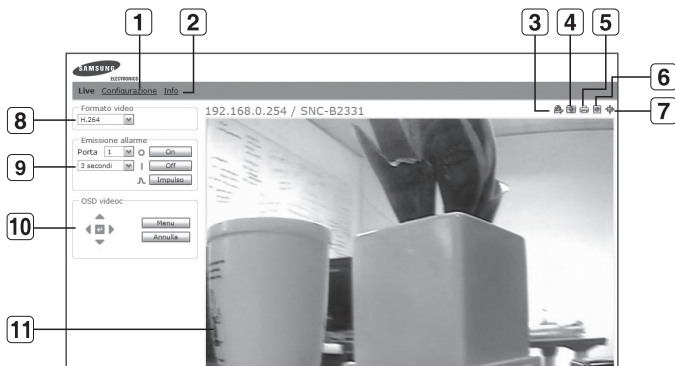 1 2 3 4 5 6
SAMSUNG
ELECTRONICS
Live Configurazione Info
7
192.168.0.254 / SNC-B2331
8
Formato video
H.264
9
Emissione allarme
Porta 1 On
3 secondi Off
Impulso
10
OSD videoc
Menu
Annulla
11